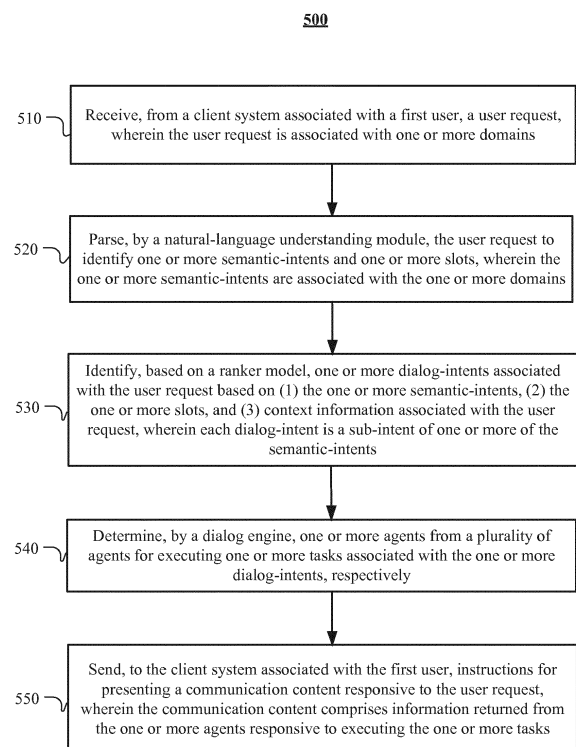 500
510
Receive, from a client system associated with a first user, a user request,
wherein the user request is associated with one or more domains
520
Parse, by a natural-language understanding module, the user request to
identify one or more semantic-intents and one or more slots, wherein the
one or more semantic-intents are associated with the one or more domains
530
Identify, based on a ranker model, one or more dialog-intents associated
with the user request based on (1) the one or more semantic-intents, (2) the
one or more slots, and (3) context information associated with the user
request, wherein each dialog-intent is a sub-intent of one or more of the
semantic-intents
540
Determine, by a dialog engine, one or more agents from a plurality of
agents for executing one or more tasks associated with the one or more
dialog-intents, respectively
550
Send, to the client system associated with the first user, instructions for
presenting a communication content responsive to the user request,
wherein the communication content comprises information returned from
the one or more agents responsive to executing the one or more tasks